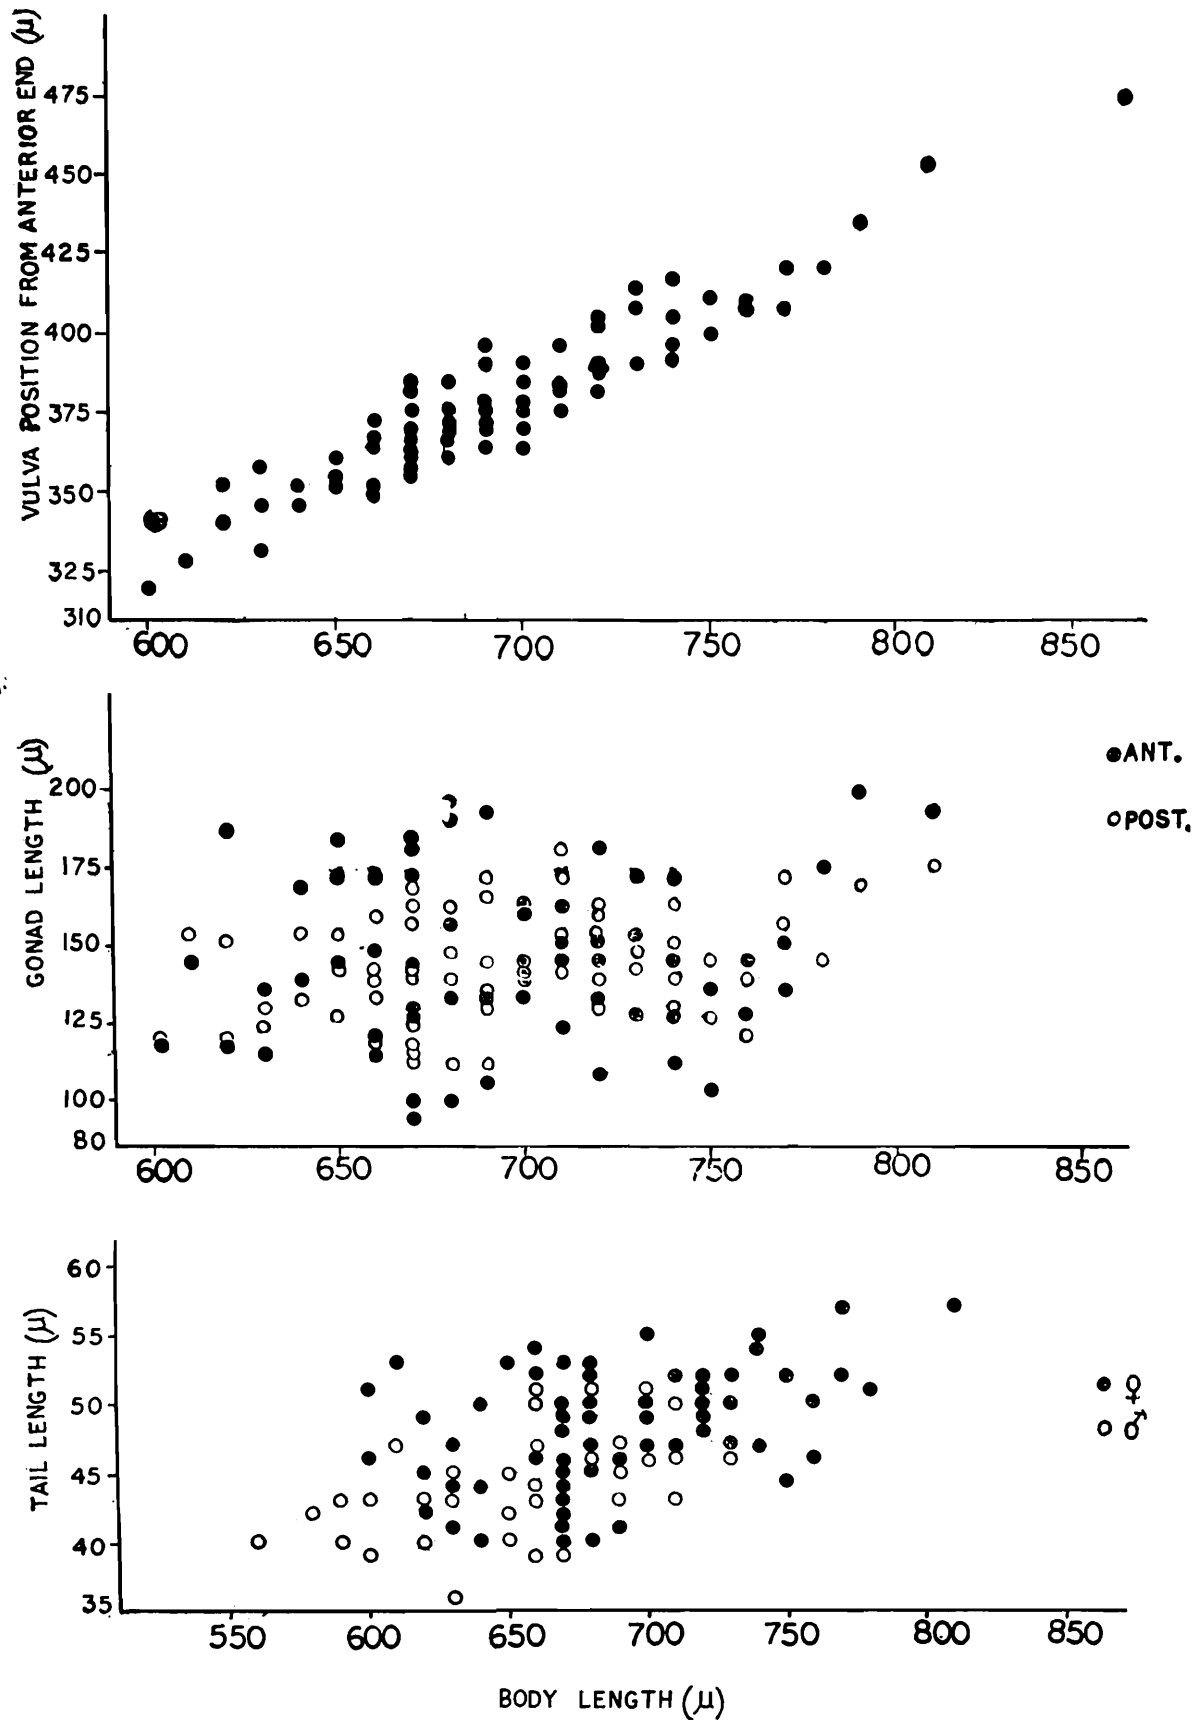 VULVA POSITION FROM ANTERIOR END (μ)
475
450
425
400
375
350
325
310
600 650 700 750 800 850
GONAD LENGTH (μ)
200
175
150
125
100
80
ANT.
POST.
600 650 700 750 800 850
TAIL LENGTH (μ)
60
55
50
45
40
35
♀
♂
550 600 650 700 750 800 850
BODY LENGTH (μ)